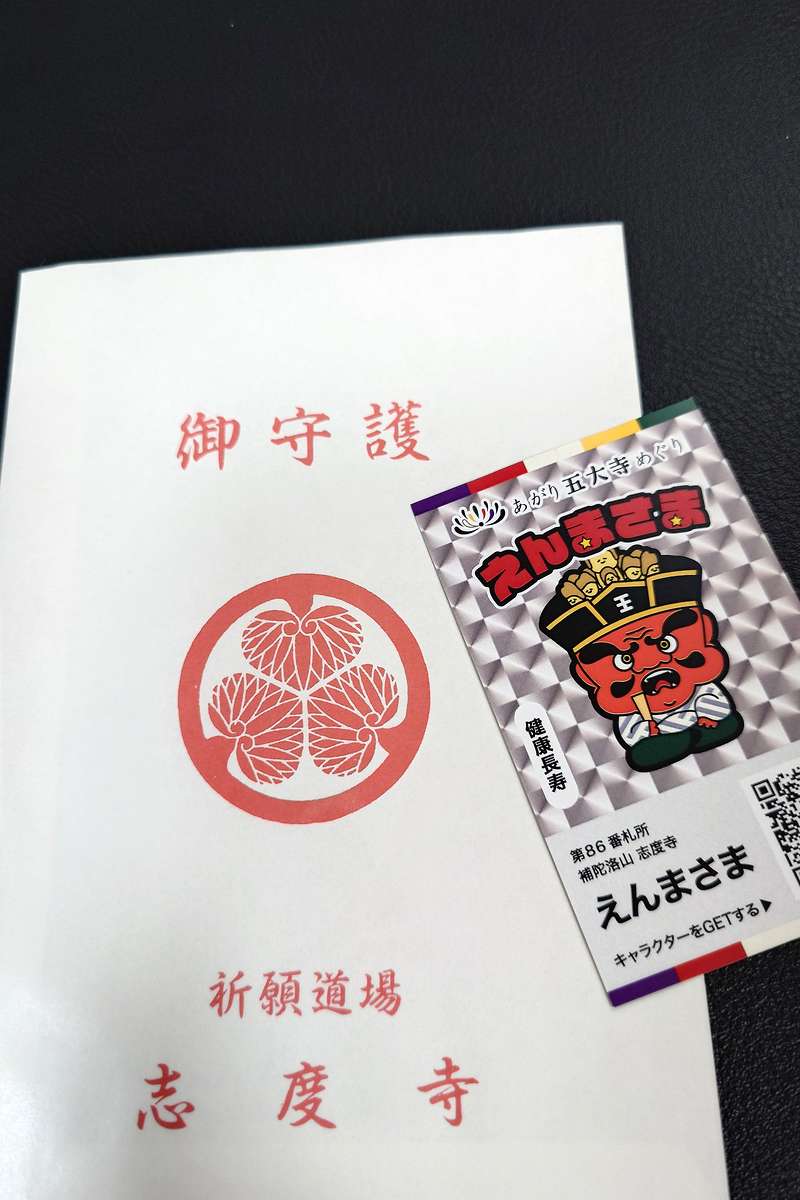 御守護
祈願道場
志度寺
あがり五大寺めぐり
えんまさま
王
健康長寿
第86番札所
補陀洛山 志度寺
えんまさま
キャラクターをGETする▶